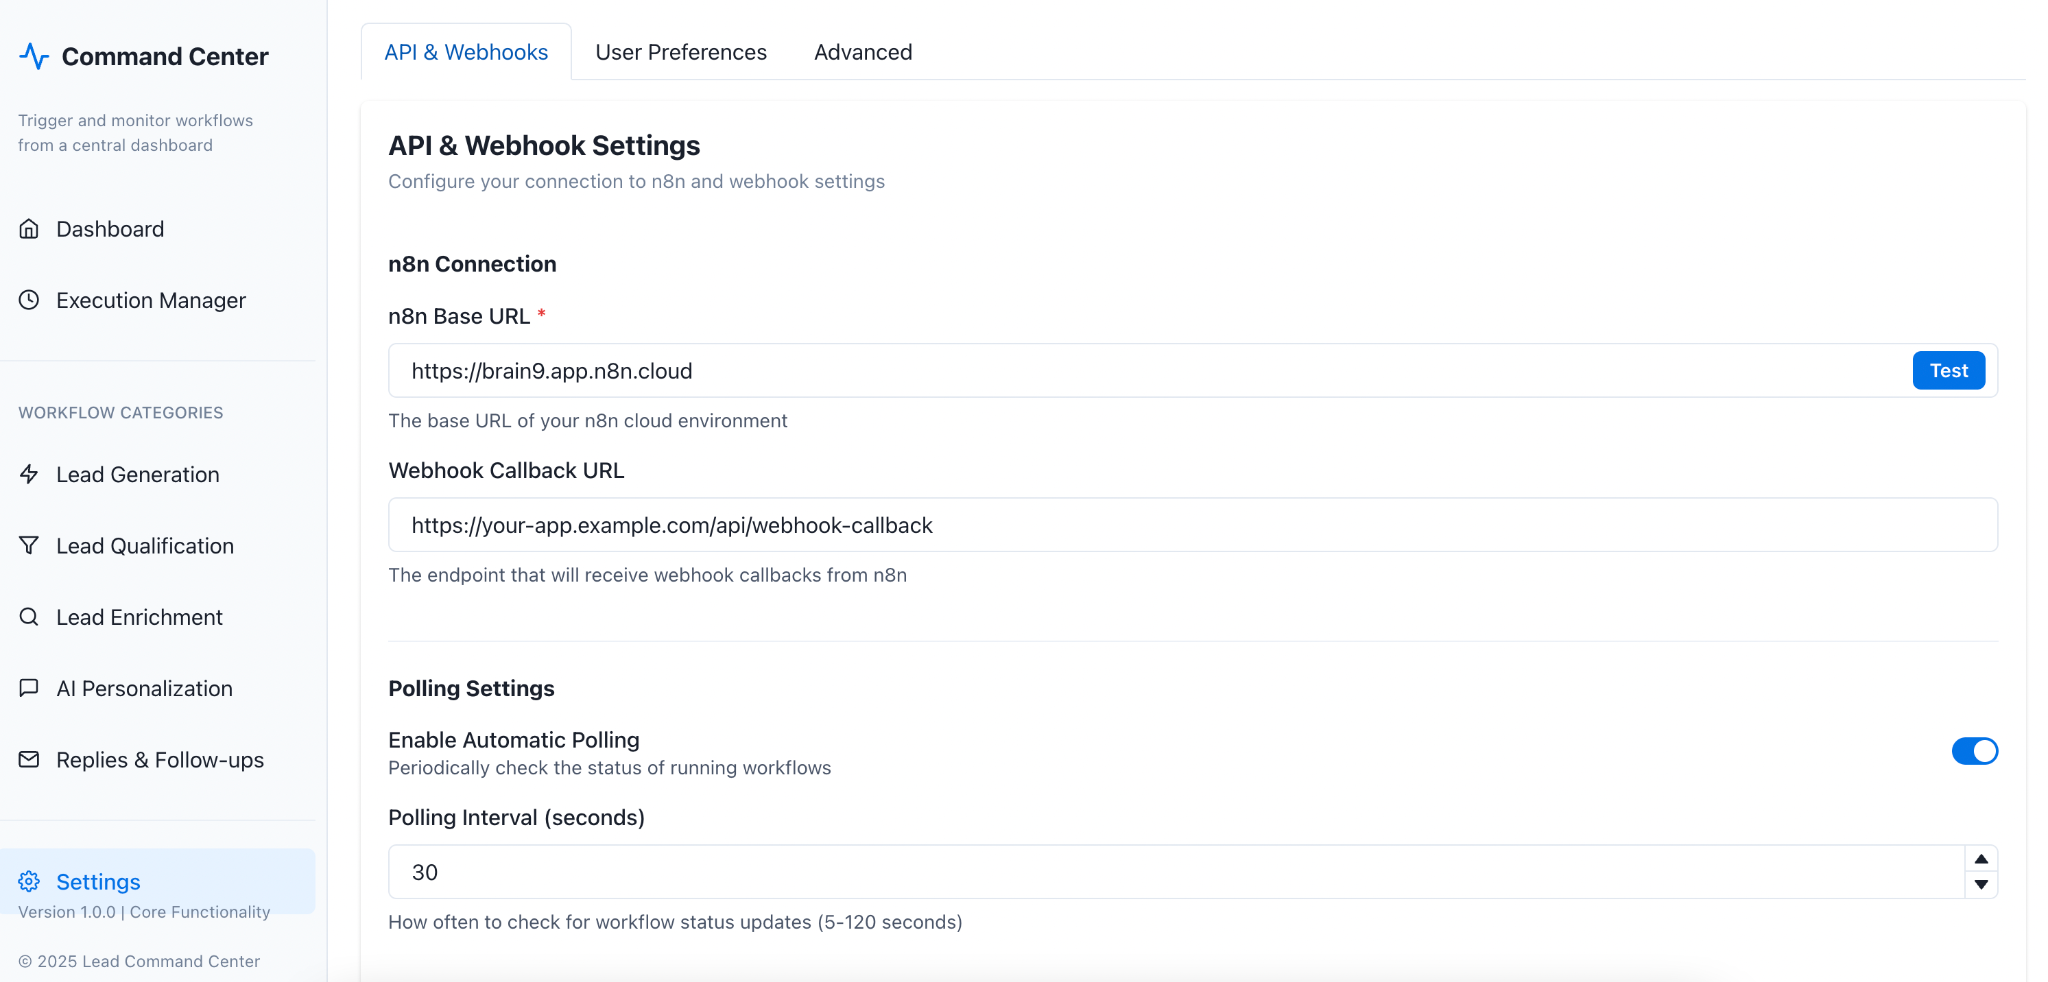 Command Center
Trigger and monitor workflows
from a central dashboard
Dashboard
Execution Manager
WORKFLOW CATEGORIES
Lead Generation
Lead Qualification
Lead Enrichment
AI Personalization
Replies & Follow-ups
Settings
Version 1.0.0 | Core Functionality
© 2025 Lead Command Center
API & Webhooks
User Preferences
Advanced
API & Webhook Settings
Configure your connection to n8n and webhook settings
n8n Connection
n8n Base URL *
https://brain9.app.n8n.cloud
Test
The base URL of your n8n cloud environment
Webhook Callback URL
https://your-app.example.com/api/webhook-callback
The endpoint that will receive webhook callbacks from n8n
Polling Settings
Enable Automatic Polling
Periodically check the status of running workflows
Polling Interval (seconds)
30
How often to check for workflow status updates (5-120 seconds)